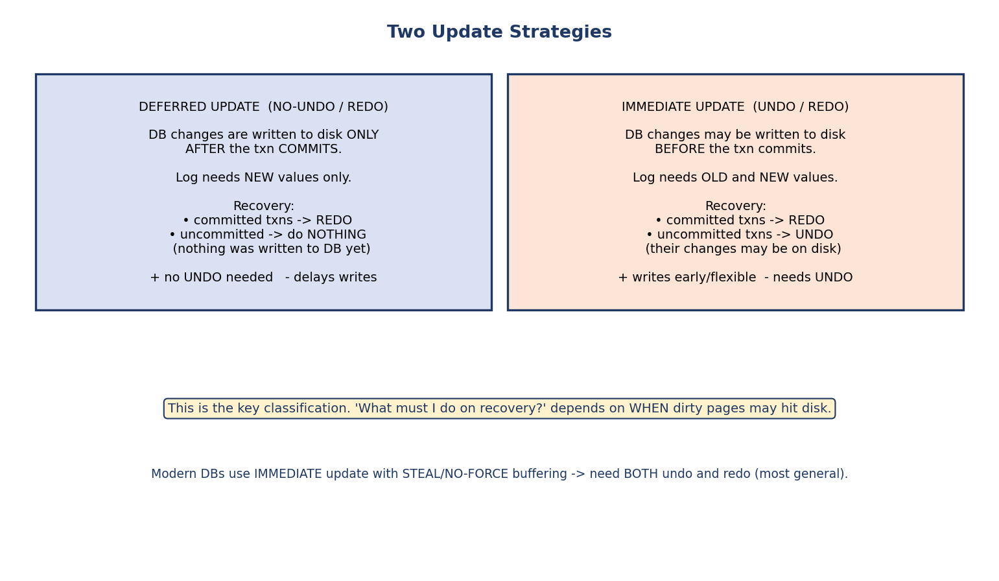 Two Update Strategies
DEFERRED UPDATE  (NO-UNDO / REDO)
DB changes are written to disk ONLY
AFTER the txn COMMITS.
Log needs NEW values only.
Recovery:
• committed txns -> REDO
• uncommitted -> do NOTHING
(nothing was written to DB yet)
+ no UNDO needed   - delays writes
IMMEDIATE UPDATE  (UNDO / REDO)
DB changes may be written to disk
BEFORE the txn commits.
Log needs OLD and NEW values.
Recovery:
• committed txns -> REDO
• uncommitted txns -> UNDO
(their changes may be on disk)
+ writes early/flexible  - needs UNDO
This is the key classification. 'What must I do on recovery?' depends on WHEN dirty pages may hit disk.
Modern DBs use IMMEDIATE update with STEAL/NO-FORCE buffering -> need BOTH undo and redo (most general).